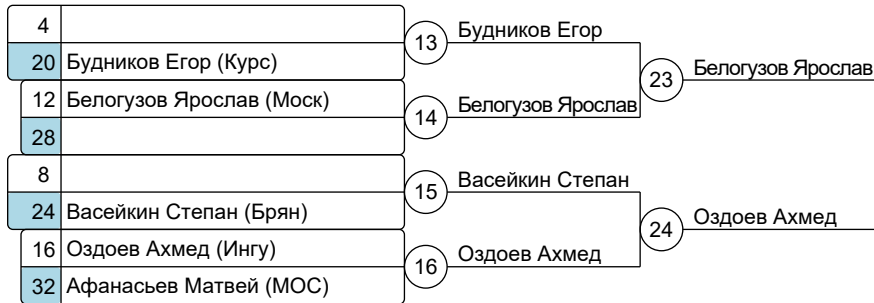 4
13 Будников Егор
20 Будников Егор (Курс)
23 Белогузов Ярослав
12 Белогузов Ярослав (Моск)
14 Белогузов Ярослав
28
8
15 Васейкин Степан
24 Васейкин Степан (Брян)
24 Оздоев Ахмед
16 Оздоев Ахмед (Ингу)
16 Оздоев Ахмед
32 Афанасьев Матвей (МОС)